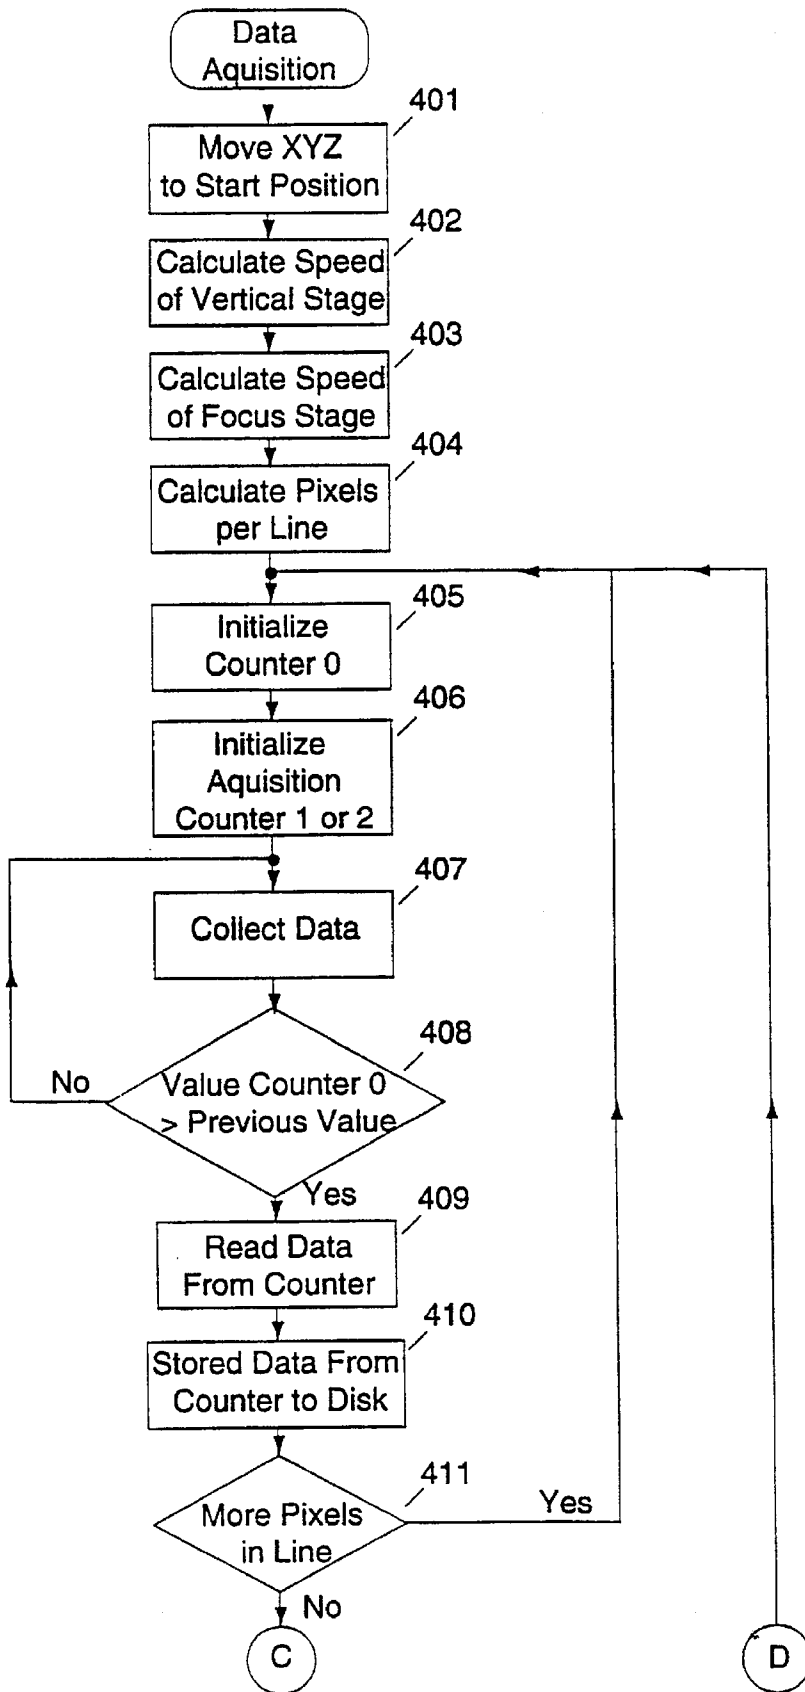 Data
Aquisition
401
Move XYZ
to Start Position
402
Calculate Speed
of Vertical Stage
403
Calculate Speed
of Focus Stage
404
Calculate Pixels
per Line
405
Initialize
Counter 0
406
Initialize
Aquisition
Counter 1 or 2
407
Collect Data
408
No
Value Counter 0
> Previous Value
Yes
409
Read Data
From Counter
410
Stored Data From
Counter to Disk
411
Yes
More Pixels
in Line
No
C
D